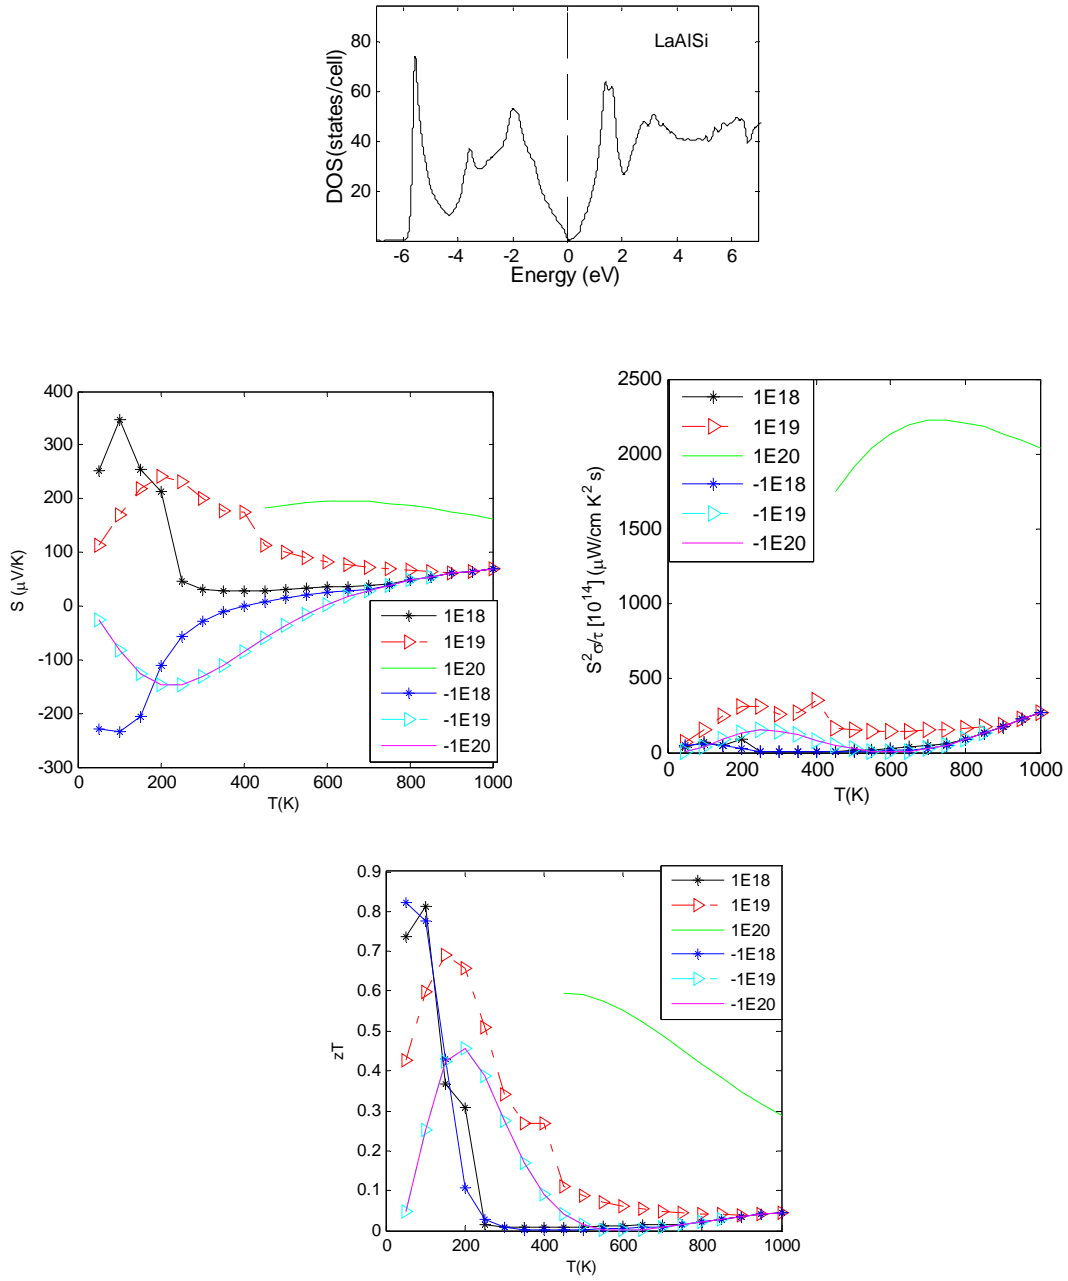 LaAlSi
DOS(states/cell)
80
60
40
20
-6 -4 -2 0 2 4 6
Energy (eV)
S (μV/K)
400
300
200
100
0
-100
-200
-300
0 200 400 600 800 1000
T(K)
1E18
1E19
1E20
-1E18
-1E19
-1E20
S²σ/τ [10¹⁴] (μW/cm K² s)
2500
2000
1500
1000
500
0
0 200 400 600 800 1000
T(K)
1E18
1E19
1E20
-1E18
-1E19
-1E20
zT
0.9
0.8
0.7
0.6
0.5
0.4
0.3
0.2
0.1
0
0 200 400 600 800 1000
T(K)
1E18
1E19
1E20
-1E18
-1E19
-1E20